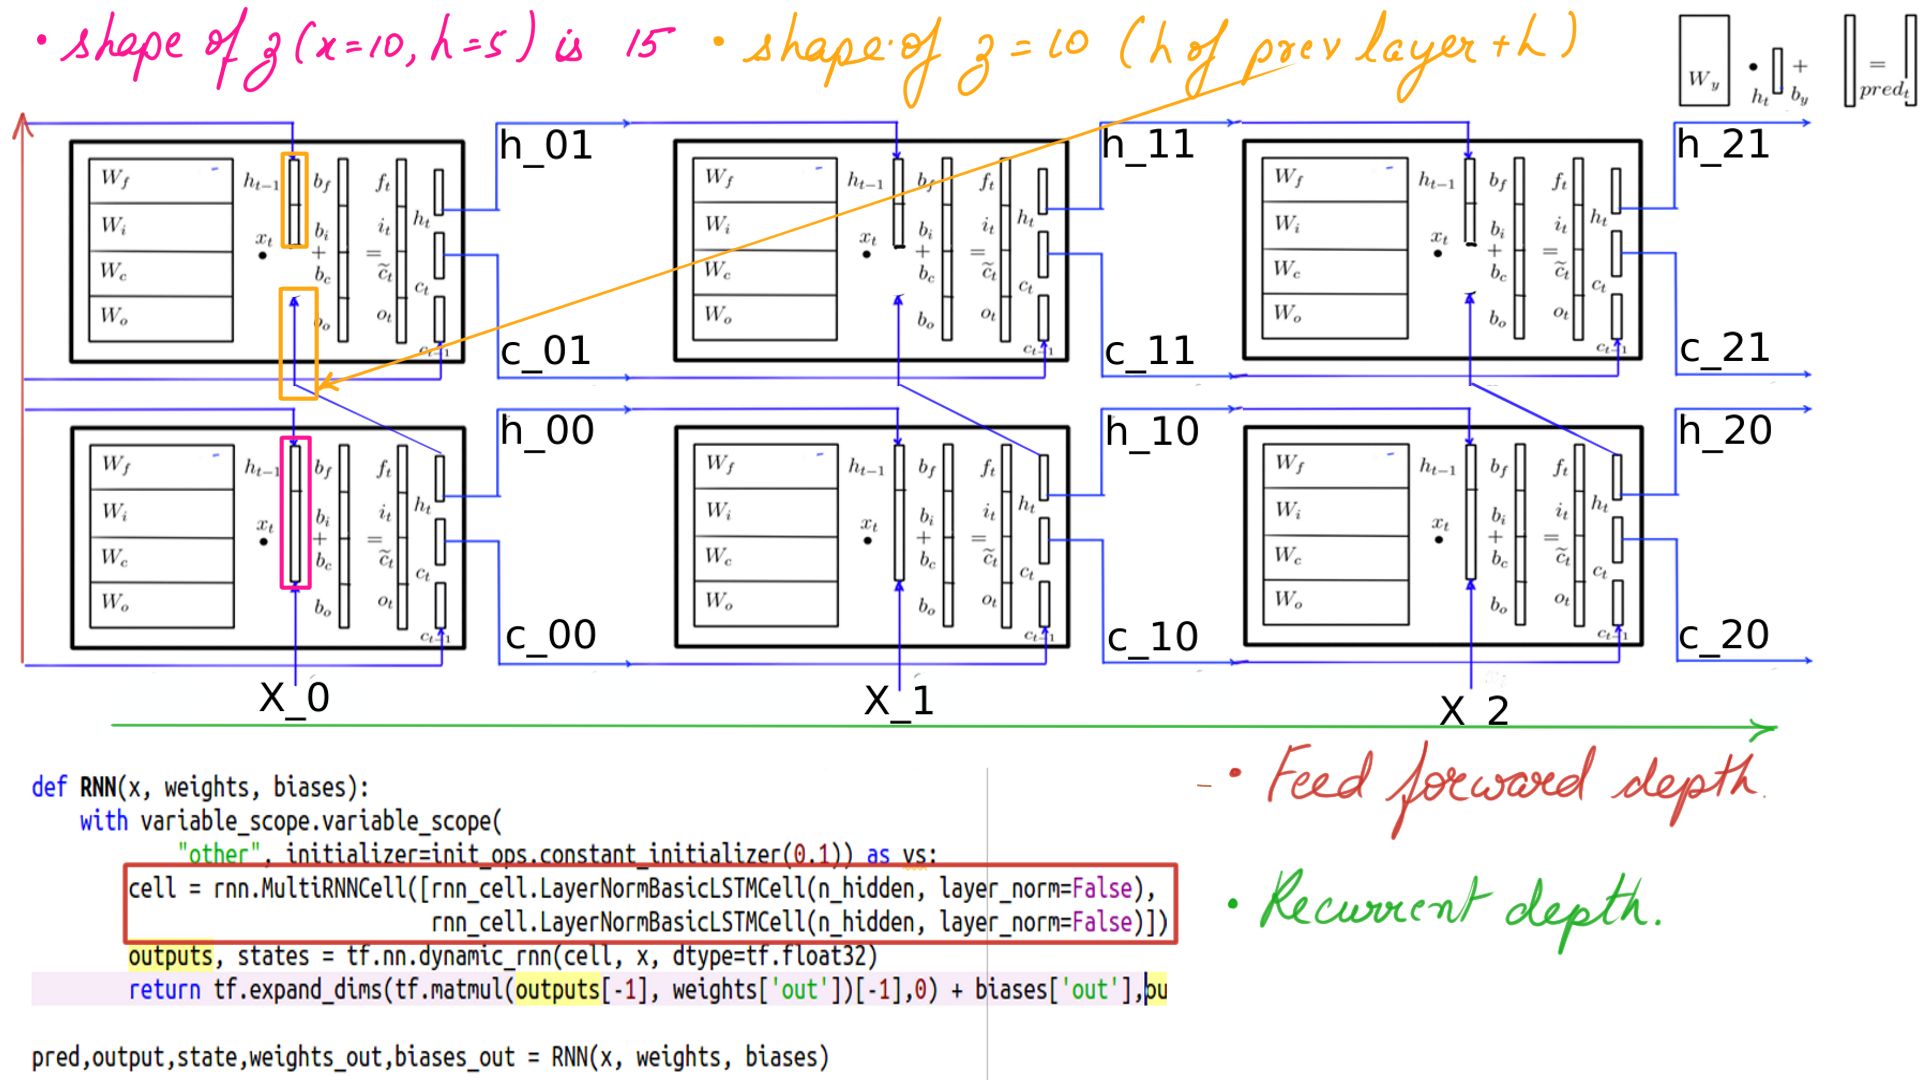 • shape of z (x=10, h=5) is 15 • shape of z = 10 (h of prev layer + h)
W_y • h_t + b_y = pred_t
h_01 h_11 h_21
W_f h_{t-1} b_f f_t W_f h_{t-1} b_f f_t W_f h_{t-1} b_f f_t
W_i x_t b_i i_t h_t W_i x_t b_i i_t h_t W_i x_t b_i i_t h_t
W_c • + b_c = c̃_t c_t W_c • + b_c = c̃_t c_t W_c • + b_c = c̃_t c_t
W_o b_o o_t c_{t-1} W_o b_o o_t c_{t-1} W_o b_o o_t c_{t-1}
c_01 c_11 c_21
h_00 h_10 h_20
W_f h_{t-1} b_f f_t W_f h_{t-1} b_f f_t W_f h_{t-1} b_f f_t
W_i x_t b_i i_t h_t W_i x_t b_i i_t h_t W_i x_t b_i i_t h_t
W_c • + b_c = c̃_t c_t W_c • + b_c = c̃_t c_t W_c • + b_c = c̃_t c_t
W_o b_o o_t c_{t-1} W_o b_o o_t c_{t-1} W_o b_o o_t c_{t-1}
c_00 c_10 c_20
X_0 X_1 X_2
def RNN(x, weights, biases):
with variable_scope.variable_scope(
"other", initializer=init_ops.constant_initializer(0.1)) as vs:
cell = rnn.MultiRNNCell([rnn_cell.LayerNormBasicLSTMCell(n_hidden, layer_norm=False),
rnn_cell.LayerNormBasicLSTMCell(n_hidden, layer_norm=False)])
outputs, states = tf.nn.dynamic_rnn(cell, x, dtype=tf.float32)
return tf.expand_dims(tf.matmul(outputs[-1], weights['out'])[-1],0) + biases['out'],ou
pred,output,state,weights_out,biases_out = RNN(x, weights, biases)
• Feed forward depth.
• Recurrent depth.